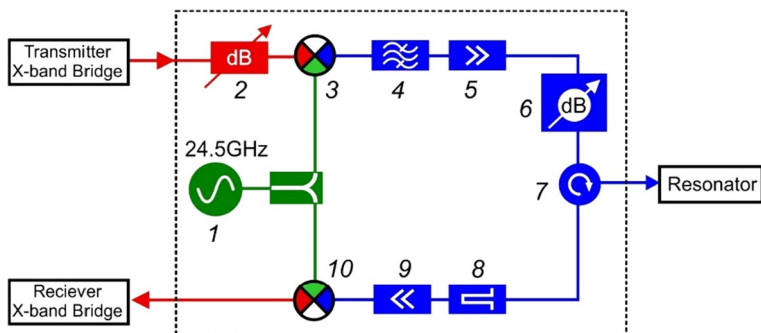 Transmitter
X-band Bridge
dB
2
3
4
5
6
dB
24.5GHz
1
7
Resonator
10
9
8
Reciever
X-band Bridge